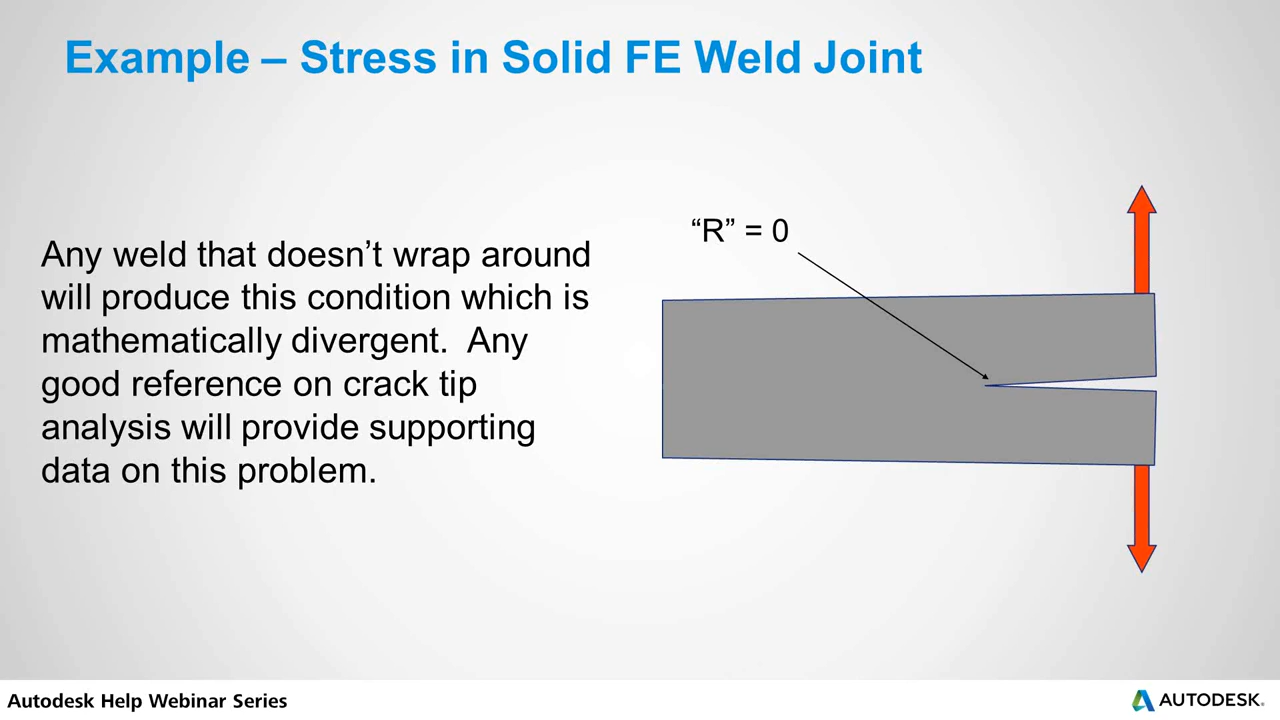 Example – Stress in Solid FE Weld Joint
Any weld that doesn’t wrap around
will produce this condition which is
mathematically divergent.  Any
good reference on crack tip
analysis will provide supporting
data on this problem.
“R” = 0
Autodesk Help Webinar Series
AUTODESK®